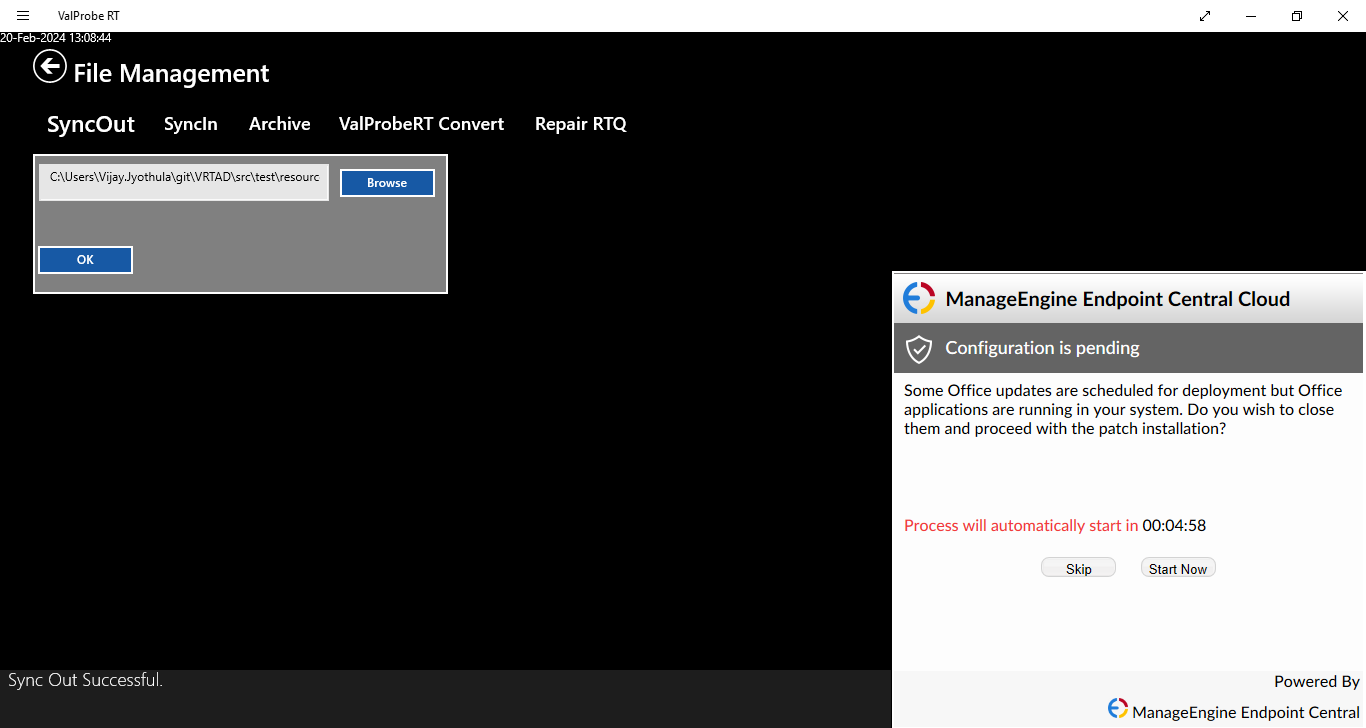 ValProbe RT
20-Feb-2024 13:08:44
File Management
SyncOut SyncIn Archive ValProbeRT Convert Repair RTQ
C:\Users\Vijay.Jyothula\git\VRTAD\src\test\resourc
Browse
OK
ManageEngine Endpoint Central Cloud
Configuration is pending
Some Office updates are scheduled for deployment but Office
applications are running in your system. Do you wish to close
them and proceed with the patch installation?
Process will automatically start in 00:04:58
Skip Start Now
Sync Out Successful.
Powered By
ManageEngine Endpoint Central